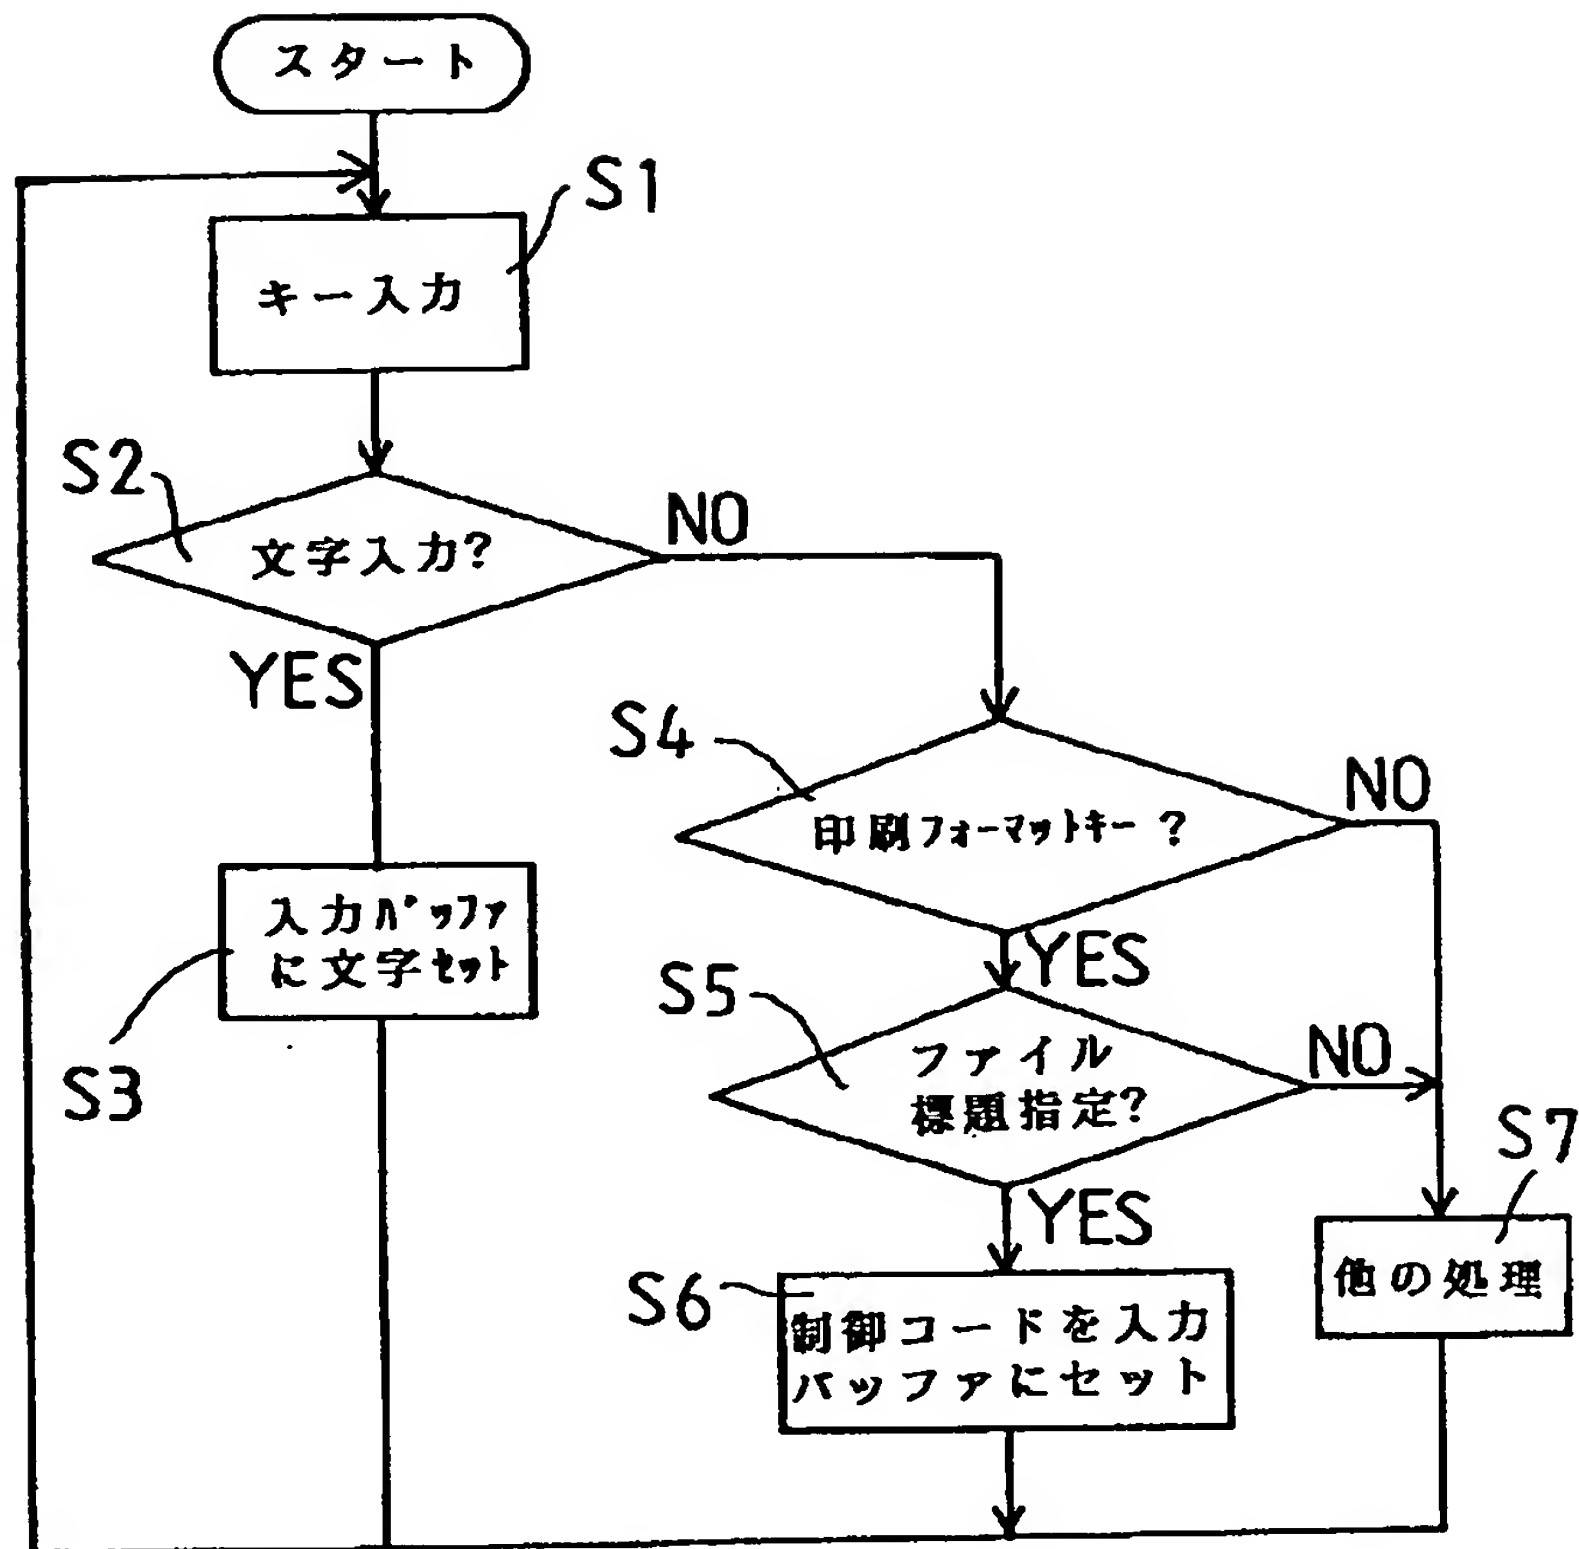 スタート
S1
キー入力
S2
文字入力?
NO
YES
S4
印刷フォーマットキー?
NO
YES
入力バッファ
に文字セット
S3
S5
ファイル
標題指定?
NO
YES
S7
他の処理
S6
制御コードを入力
バッファにセット